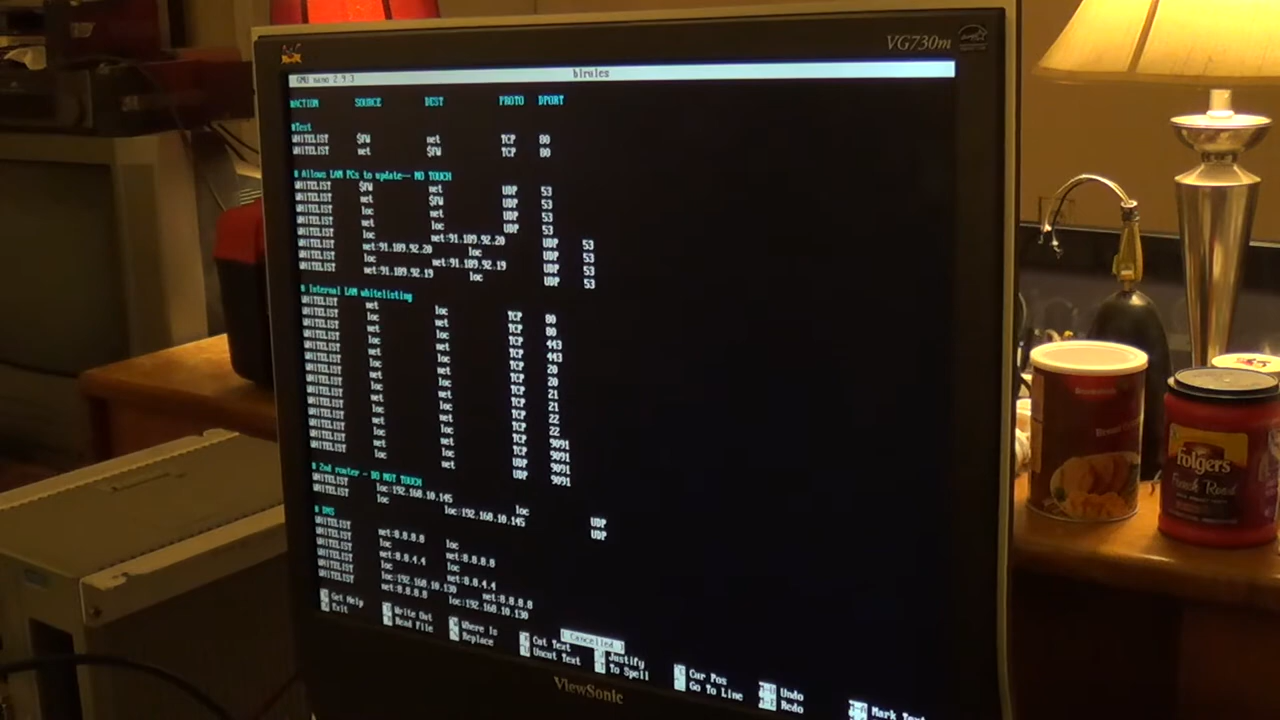 VG730m
GNU nano 2.9.3 blrules
#ACTION SOURCE DEST PROTO DPORT
#Test
WHITELIST $FW net TCP 80
WHITELIST net $FW TCP 80
# Allows LAN PCs to update-- NO TOUCH
WHITELIST $FW net UDP 53
WHITELIST net $FW UDP 53
WHITELIST loc net UDP 53
WHITELIST net loc UDP 53
WHITELIST loc net:91.189.92.20 UDP 53
WHITELIST net:91.189.92.20 loc UDP 53
WHITELIST loc net:91.189.92.19 UDP 53
WHITELIST net:91.189.92.19 loc UDP 53
# Internal LAN whitelisting
WHITELIST net loc TCP 80
WHITELIST loc net TCP 80
WHITELIST net loc TCP 443
WHITELIST loc net TCP 443
WHITELIST net loc TCP 20
WHITELIST loc net TCP 20
WHITELIST net loc TCP 21
WHITELIST loc net TCP 21
WHITELIST net loc TCP 22
WHITELIST loc net TCP 22
WHITELIST net loc TCP 9091
WHITELIST loc net TCP 9091
WHITELIST net loc UDP 9091
WHITELIST loc net UDP 9091
# 2nd router - DO NOT TOUCH
WHITELIST loc:192.168.10.145 loc UDP
WHITELIST loc loc:192.168.10.145 UDP
# DNS
WHITELIST net:8.8.8.8 loc
WHITELIST loc net:8.8.8.8
WHITELIST net:8.8.4.4 loc
WHITELIST loc net:8.8.4.4
WHITELIST loc:192.168.10.130 net:8.8.8.8
WHITELIST net:8.8.8.8 loc:192.168.10.130
[ Cancelled ]
^G Get Help ^O Write Out ^W Where Is ^K Cut Text ^J Justify ^C Cur Pos M-U Undo M-A Mark Text
^X Exit ^R Read File ^\ Replace ^U Uncut Text ^T To Spell ^_ Go To Line M-E Redo
ViewSonic
Folgers
French Roast